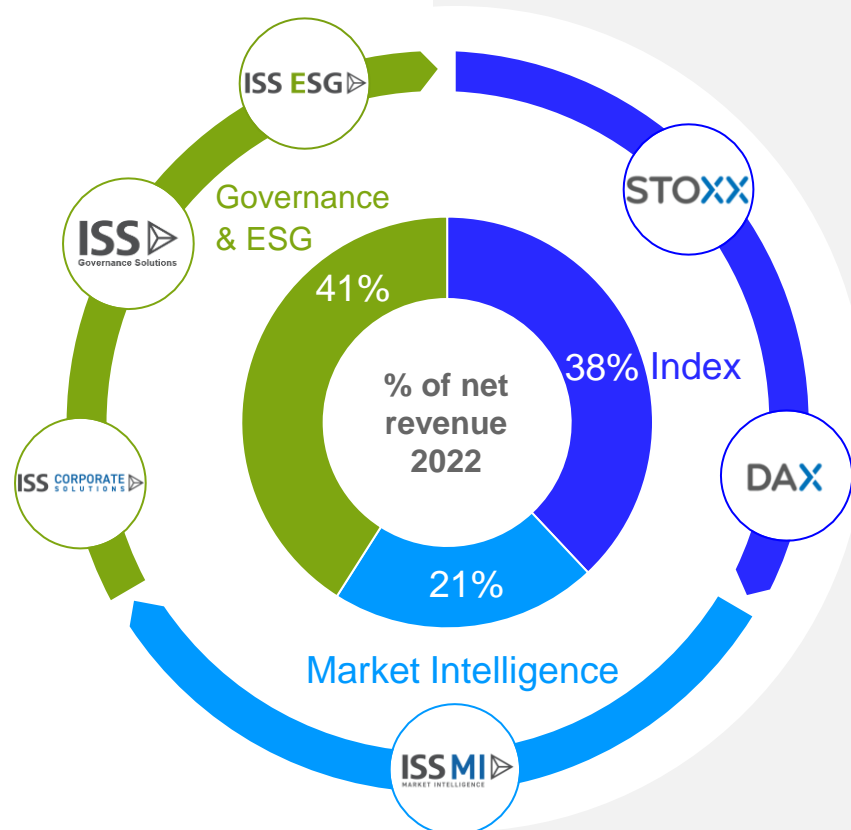 ISS ESG
STOXX
Governance
& ESG
ISS
Governance Solutions
41%
38% Index
% of net
revenue
2022
ISS CORPORATE
SOLUTIONS
DAX
21%
Market Intelligence
ISS MI
MARKET INTELLIGENCE